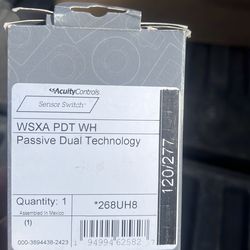 AcuityControls
Sensor Switch
WSXA PDT WH
Passive Dual Technology
120/277
Quantity: 1
*268UH8
Assembled in Mexico
(1)
000-3894438-2423
1 94994 62582 7